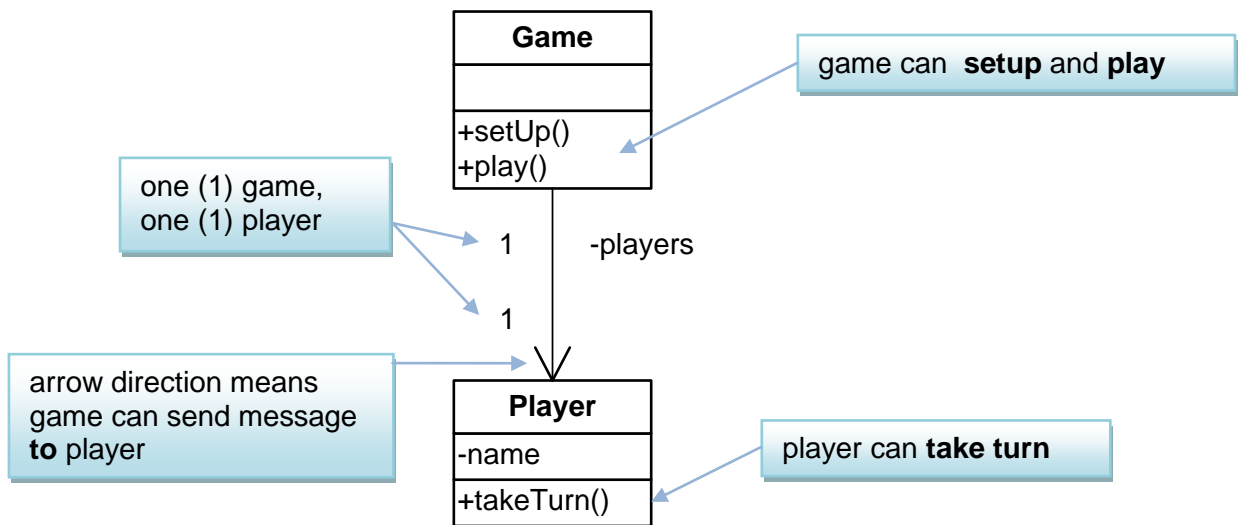 Game
game can setup and play
+setUp()
+play()
one (1) game,
one (1) player
1
-players
1
arrow direction means
game can send message
to player
Player
-name
+takeTurn()
player can take turn